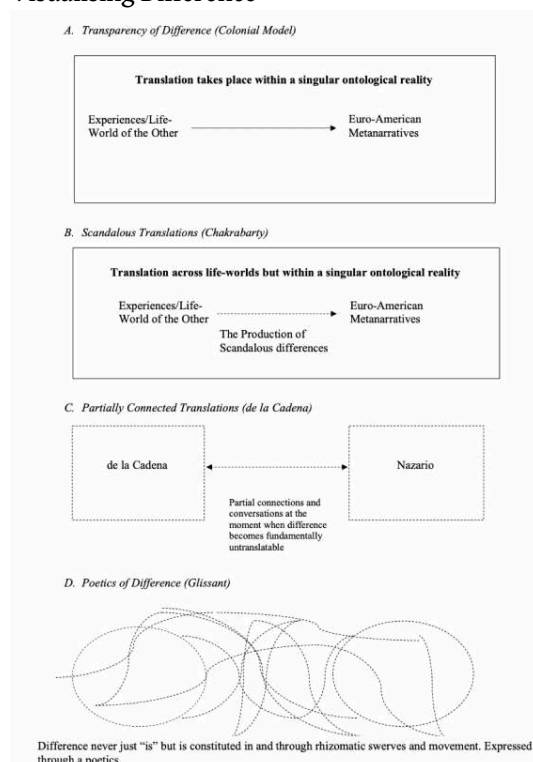 Visualising Difference
A. Transparency of Difference (Colonial Model)
Translation takes place within a singular ontological reality
Experiences/Life-
World of the Other
Euro-American
Metanarratives
B. Scandalous Translations (Chakrabarty)
Translation across life-worlds but within a singular ontological reality
Experiences/Life-
World of the Other
Euro-American
Metanarratives
The Production of
Scandalous differences
C. Partially Connected Translations (de la Cadena)
de la Cadena
Nazario
Partial connections and
conversations at the
moment when difference
becomes fundamentally
untranslatable
D. Poetics of Difference (Glissant)
Difference never just “is” but is constituted in and through rhizomatic swerves and movement. Expressed
through a poetics